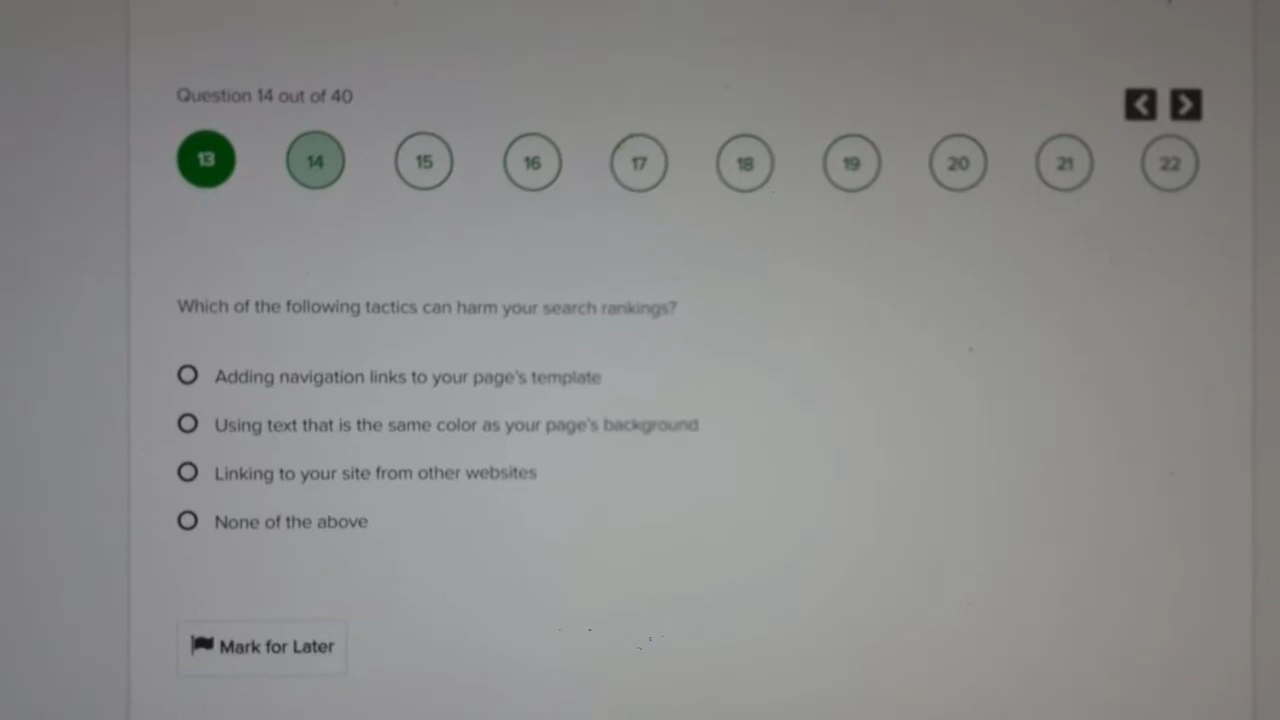 Question 14 out of 40
13 14 15 16 17 18 19 20 21 22
Which of the following tactics can harm your search rankings?
Adding navigation links to your page's template
Using text that is the same color as your page's background
Linking to your site from other websites
None of the above
Mark for Later